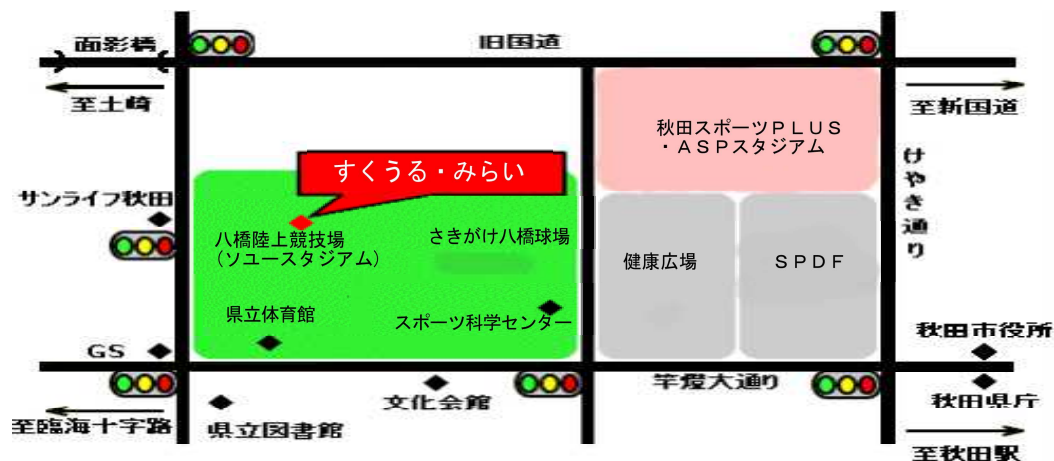 面影橋
旧国道
至土崎
至新国道
秋田スポーツPLUS
・ASPスタジアム
すくうる・みらい
けやき通り
サンライフ秋田
八橋陸上競技場
(ソユースタジアム)
さきがけ八橋球場
健康広場
SPDF
県立体育館
スポーツ科学センター
秋田市役所
GS
竿燈大通り
文化会館
秋田県庁
至臨海十字路
県立図書館
至秋田駅